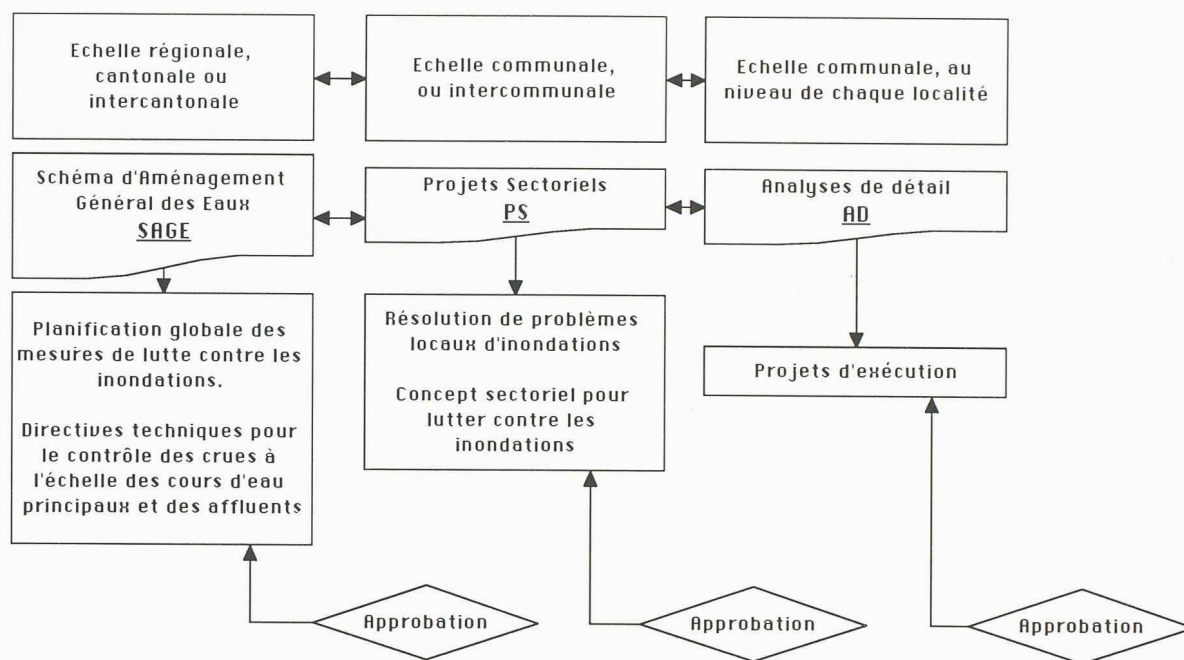 Echelle régionale,
cantonale ou
intercantonale
Echelle communale,
ou intercommunale
Echelle communale, au
niveau de chaque localité
Schéma d'Aménagement
Général des Eaux
SAGE
Projets Sectoriels
PS
Analyses de détail
AD
Planification globale des
mesures de lutte contre les
inondations.
Directives techniques pour
le contrôle des crues à
l'échelle des cours d'eau
principaux et des affluents
Résolution de problèmes
locaux d'inondations
Concept sectoriel pour
lutter contre les
inondations
Projets d'exécution
Approbation
Approbation
Approbation